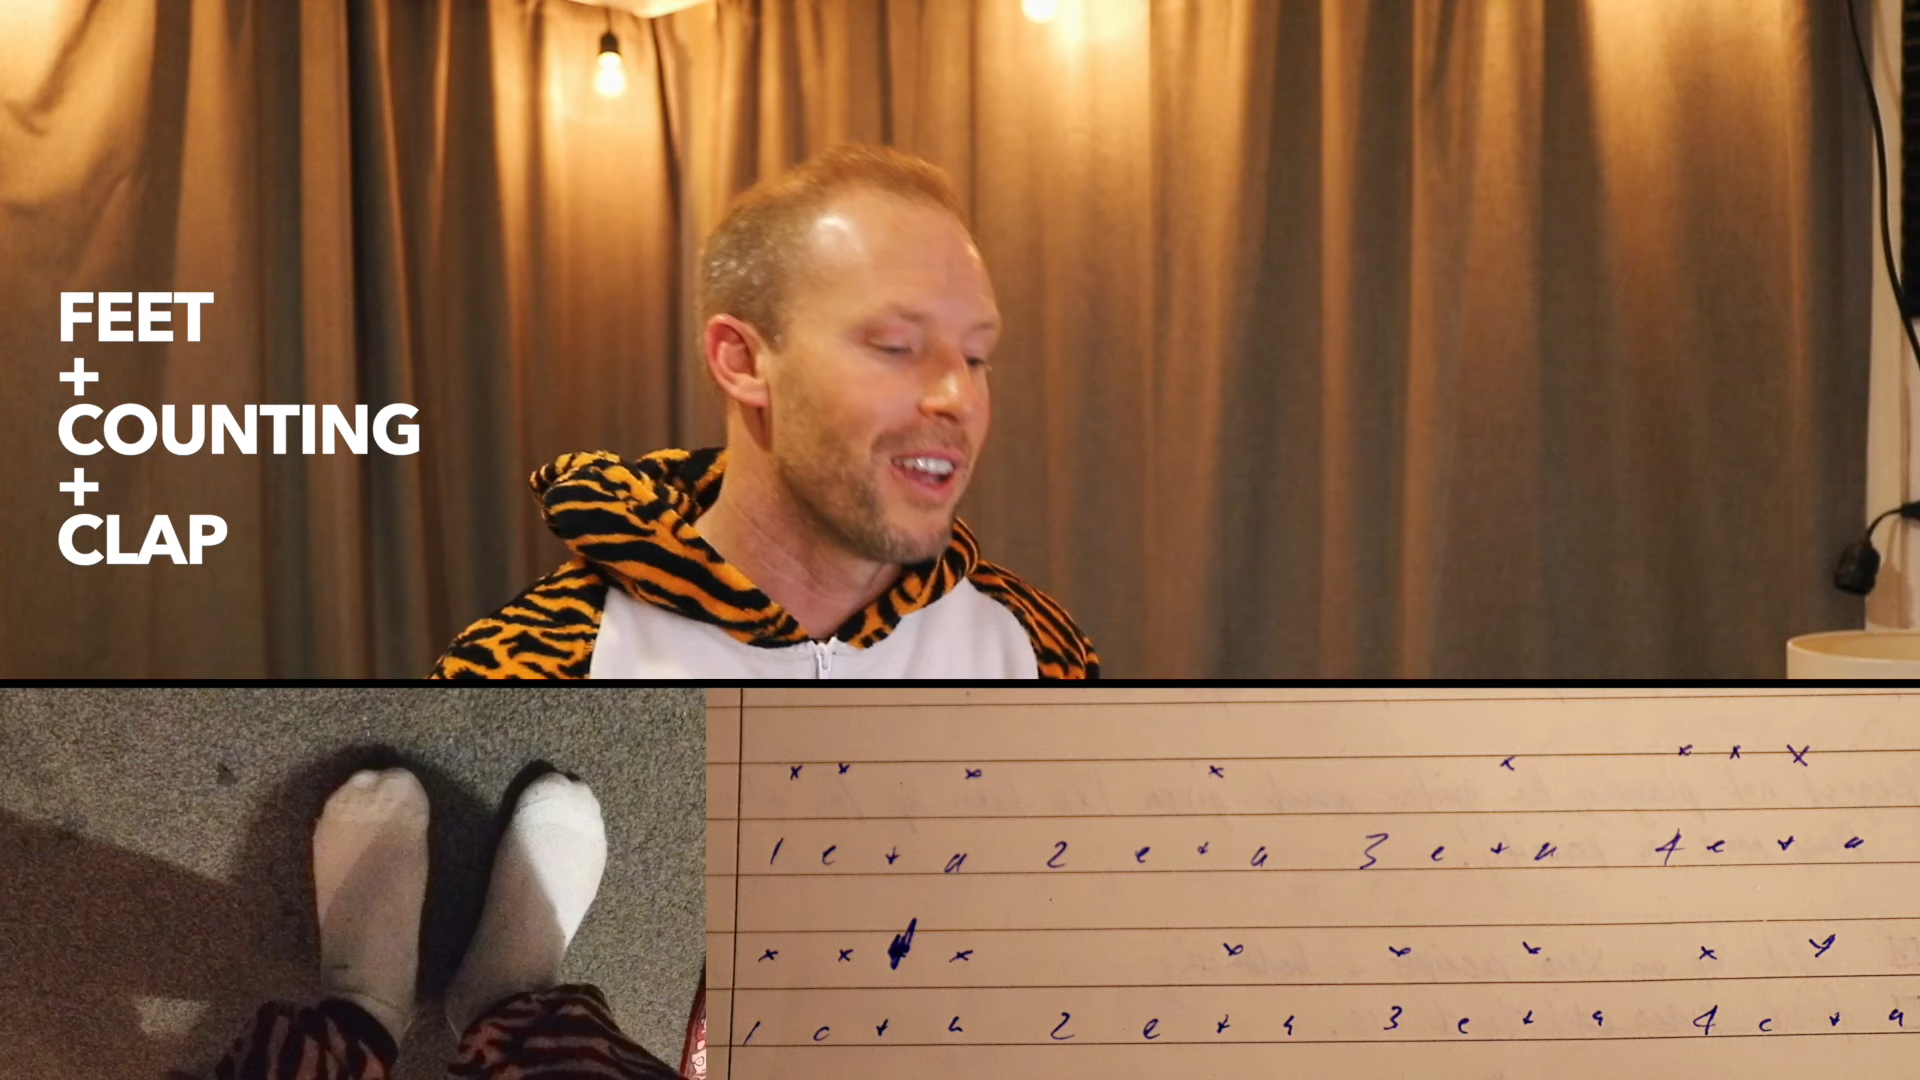 FEET
+
COUNTING
+
CLAP
x x x x x x x x
1 e + a 2 e + a 3 e + a 4 e + a
x x x x x x x x
1 e + a 2 e + a 3 e + a 4 e + a